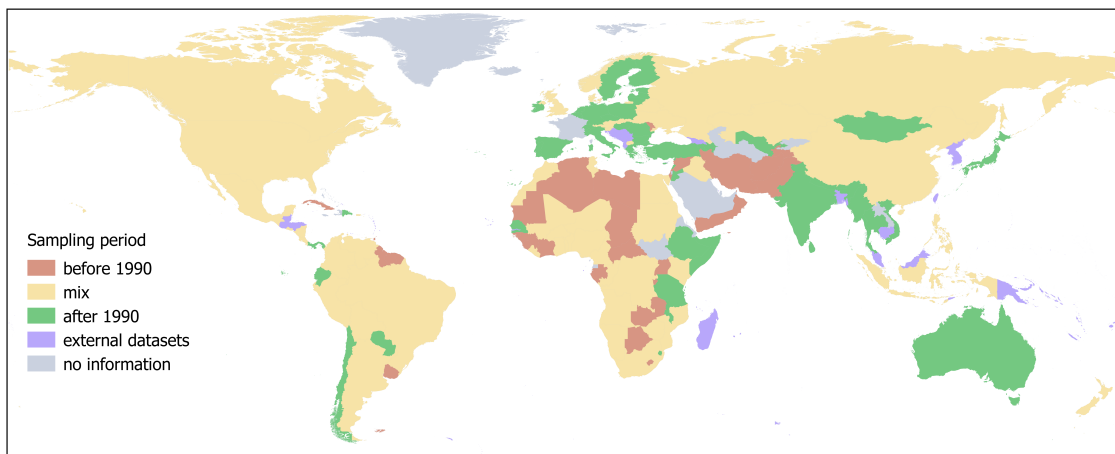 Sampling period
before 1990
mix
after 1990
external datasets
no information